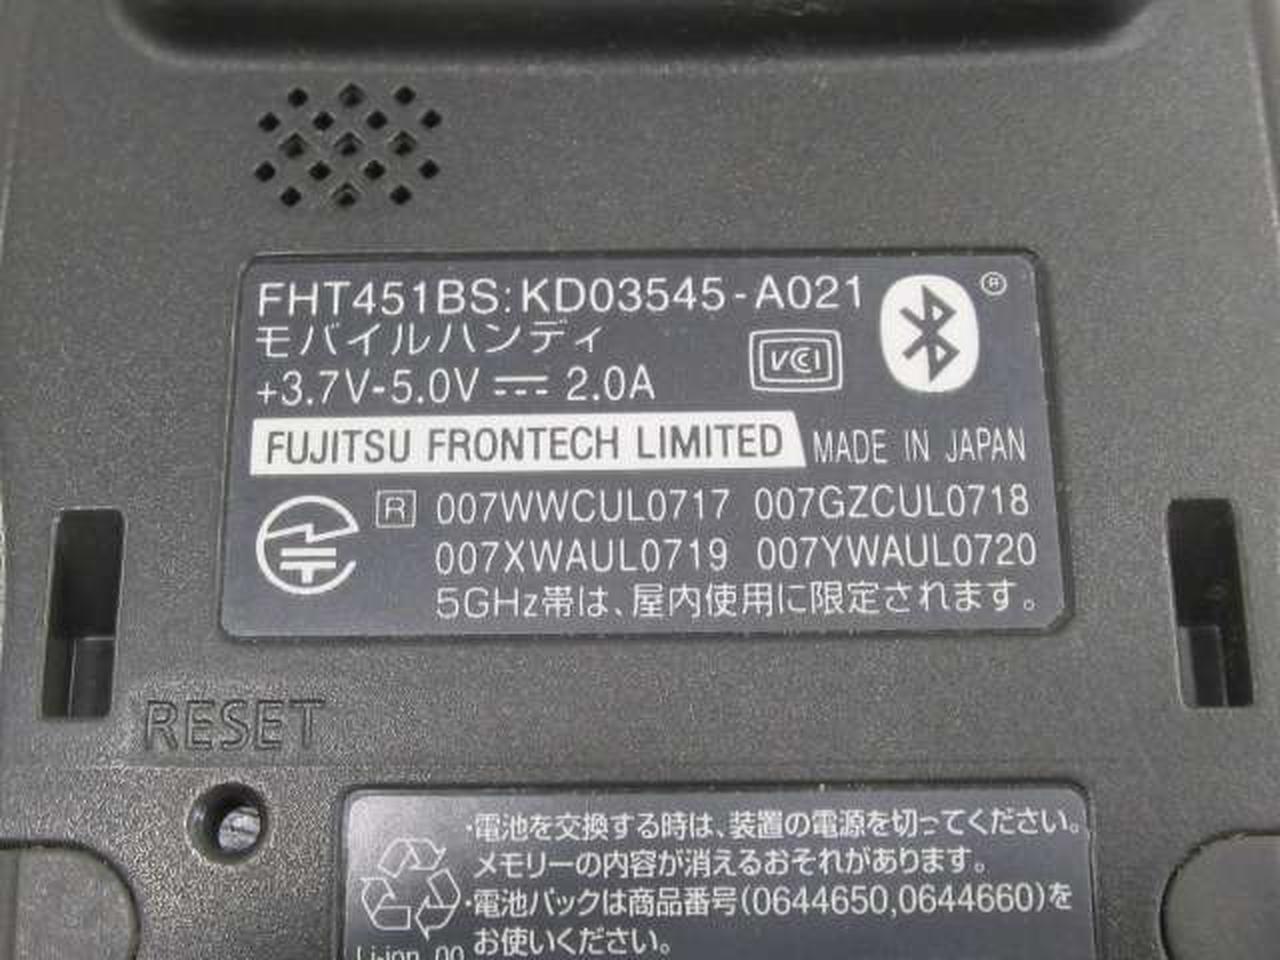 FHT451BS:KD03545-A021
®
モバイルハンディ
VCCI
+3.7V-5.0V 2.0A
FUJITSU FRONTECH LIMITED MADE IN JAPAN
R 007WWCUL0717 007GZCUL0718
007XWAUL0719 007YWAUL0720
5GHz帯は、屋内使用に限定されます。
RESET
・電池を交換する時は、装置の電源を切ってください。
メモリーの内容が消えるおそれがあります。
・電池パックは商品番号(0644650,0644660)を
お使いください。
Li-ion 00